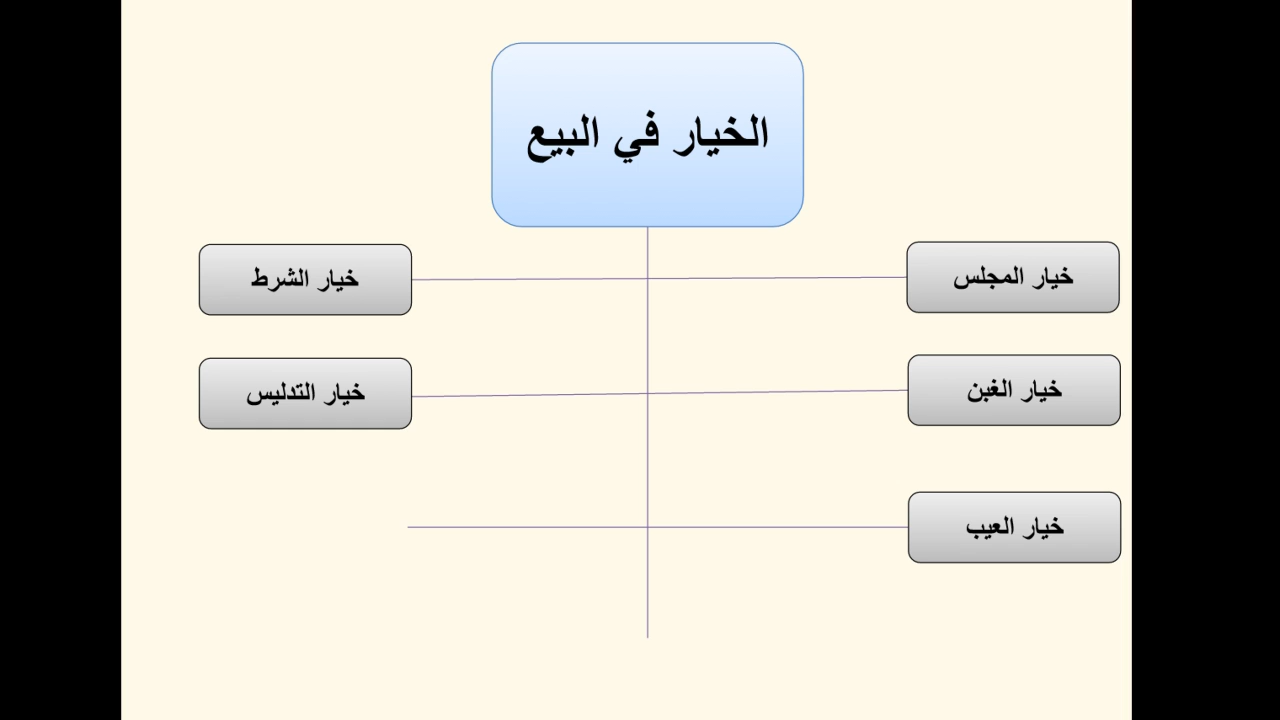 الخيار في البيع
خيار المجلس
خيار الشرط
خيار الغبن
خيار التدليس
خيار العيب